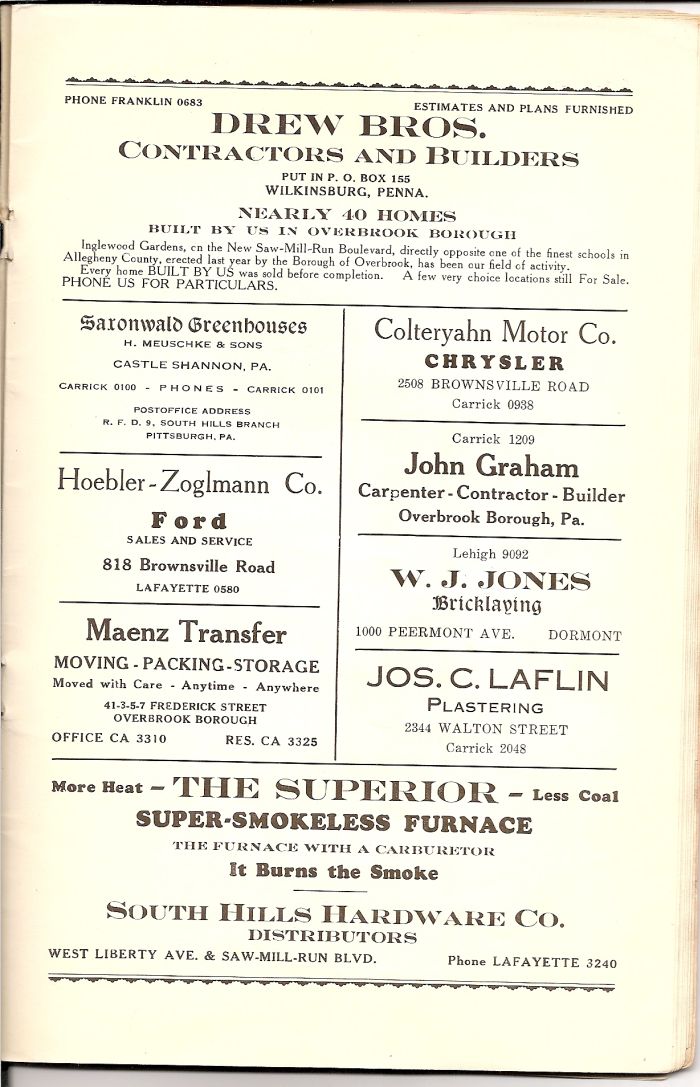 PHONE FRANKLIN 0683
ESTIMATES AND PLANS FURNISHED
DREW BROS.
CONTRACTORS AND BUILDERS
PUT IN P. O. BOX 155
WILKINSBURG, PENNA.
NEARLY 40 HOMES
BUILT BY US IN OVERBROOK BOROUGH
Inglewood Gardens, cn the New Saw-Mill-Run Boulevard, directly opposite one of the finest schools in
Allegheny County, erected last year by the Borough of Overbrook, has been our field of activity.
Every home BUILT BY US was sold before completion. A few very choice locations still For Sale.
PHONE US FOR PARTICULARS.
Saxonwald Greenhouses
H. MEUSCHKE & SONS
CASTLE SHANNON, PA.
CARRICK 0100 - PHONES - CARRICK 0101
POSTOFFICE ADDRESS
R. F. D. 9, SOUTH HILLS BRANCH
PITTSBURGH, PA.
Hoebler-Zoglmann Co.
Ford
SALES AND SERVICE
818 Brownsville Road
LAFAYETTE 0580
Maenz Transfer
MOVING - PACKING - STORAGE
Moved with Care - Anytime - Anywhere
41-3-5-7 FREDERICK STREET
OVERBROOK BOROUGH
OFFICE CA 3310 RES. CA 3325
Colteryahn Motor Co.
CHRYSLER
2508 BROWNSVILLE ROAD
Carrick 0938
Carrick 1209
John Graham
Carpenter - Contractor - Builder
Overbrook Borough, Pa.
Lehigh 9092
W. J. JONES
Bricklaying
1000 PEERMONT AVE. DORMONT
JOS. C. LAFLIN
PLASTERING
2344 WALTON STREET
Carrick 2048
More Heat - THE SUPERIOR - Less Coal
SUPER-SMOKELESS FURNACE
THE FURNACE WITH A CARBURETOR
It Burns the Smoke
SOUTH HILLS HARDWARE CO.
DISTRIBUTORS
WEST LIBERTY AVE. & SAW-MILL-RUN BLVD. Phone LAFAYETTE 3240